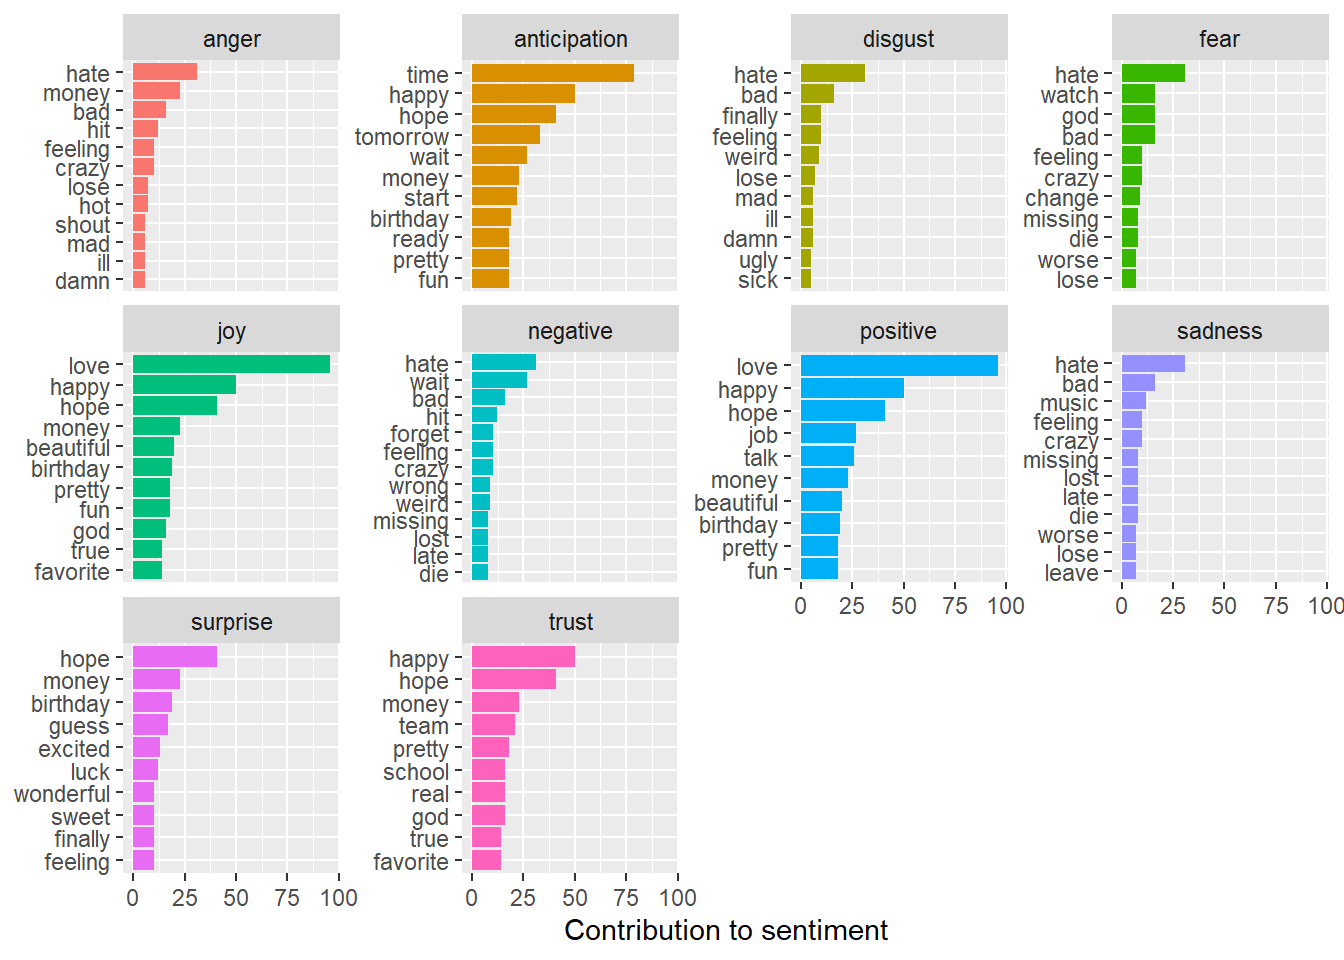 anger
hate
money
bad
hit
feeling
crazy
lose
hot
shout
mad
ill
damn
anticipation
time
happy
hope
tomorrow
wait
money
start
birthday
ready
pretty
fun
disgust
hate
bad
finally
feeling
weird
lose
mad
ill
damn
ugly
sick
fear
hate
watch
god
bad
feeling
crazy
change
missing
die
worse
lose
joy
love
happy
hope
money
beautiful
birthday
pretty
fun
god
true
favorite
negative
hate
wait
bad
hit
forget
feeling
crazy
wrong
weird
missing
lost
late
die
positive
love
happy
hope
job
talk
money
beautiful
birthday
pretty
fun
0 25 50 75 100
sadness
hate
bad
music
feeling
crazy
missing
lost
late
die
worse
lose
leave
0 25 50 75 100
surprise
hope
money
birthday
guess
excited
luck
wonderful
sweet
finally
feeling
0 25 50 75 100
trust
happy
hope
money
team
pretty
school
real
god
true
favorite
0 25 50 75 100
Contribution to sentiment